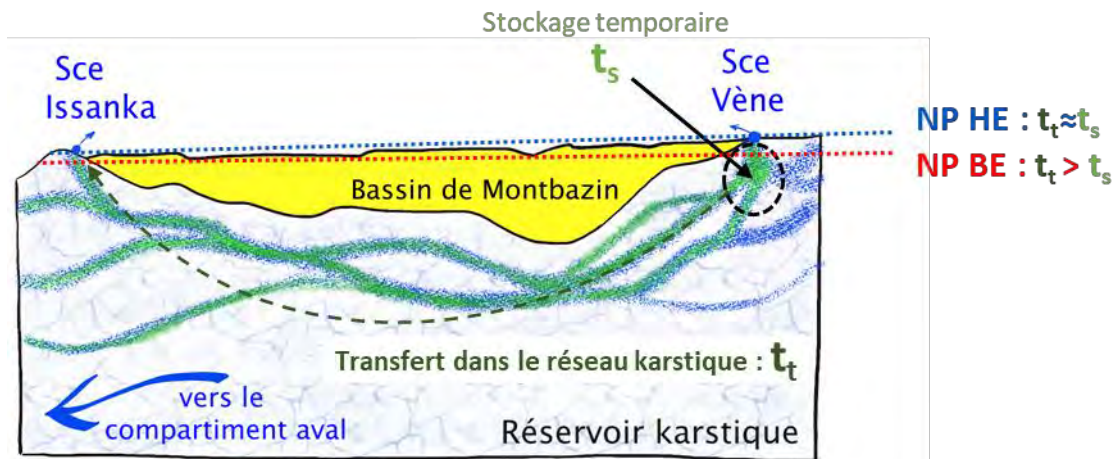 Stockage temporaire
ts
Sce
Issanka
Sce
Vène
NP HE : tt≈ts
NP BE : tt > ts
Bassin de Montbazin
Transfert dans le réseau karstique : tt
vers le
compartiment aval
Réservoir karstique